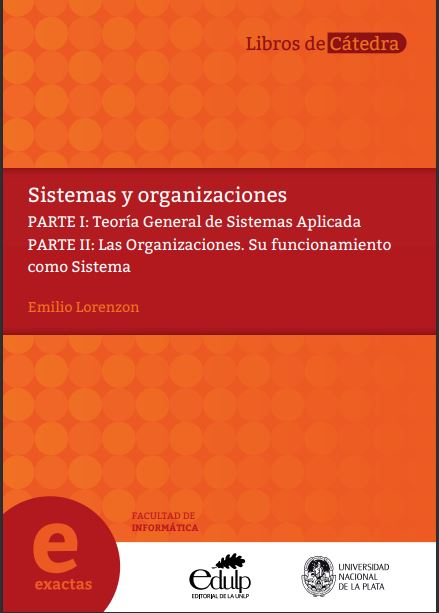 Libros de Cátedra
Sistemas y organizaciones
PARTE I: Teoría General de Sistemas Aplicada
PARTE II: Las Organizaciones. Su funcionamiento
como Sistema
Emilio Lorenzon
FACULTAD DE
INFORMÁTICA
e
exactas
edulp
EDITORIAL DE LA UNLP
UNIVERSIDAD
NACIONAL
DE LA PLATA